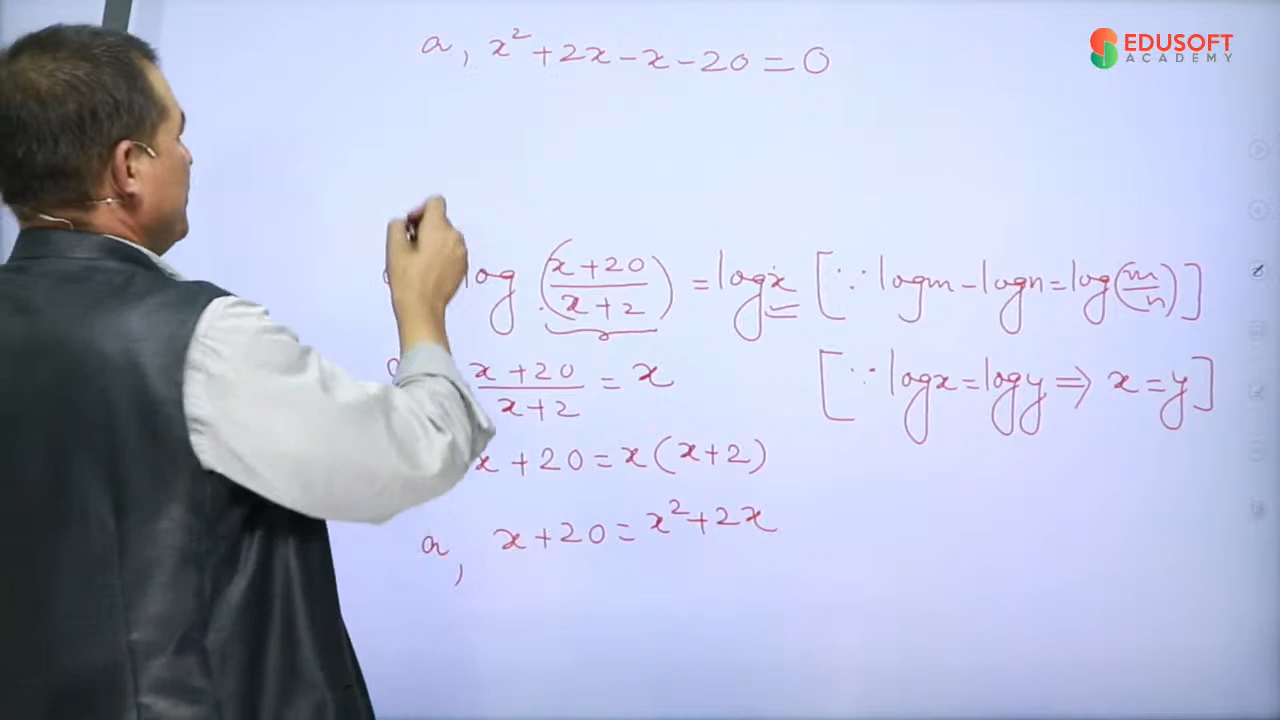 a, x² + 2x - x - 20 = 0
EDUSOFT
ACADEMY
log (x+20 / x+2) = log x [∵ log m - log n = log (m/n)]
x+20 / x+2 = x [∵ log x = log y ⇒ x = y]
x + 20 = x (x+2)
a, x + 20 = x² + 2x